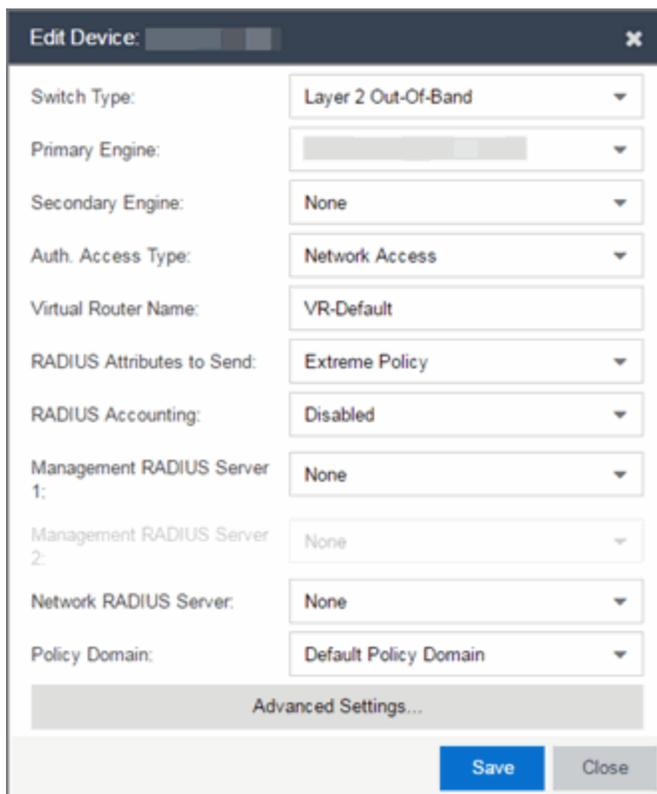 Edit Device:
Switch Type: Layer 2 Out-Of-Band
Primary Engine:
Secondary Engine: None
Auth. Access Type: Network Access
Virtual Router Name: VR-Default
RADIUS Attributes to Send: Extreme Policy
RADIUS Accounting: Disabled
Management RADIUS Server
1:
None
Management RADIUS Server
2:
None
Network RADIUS Server: None
Policy Domain: Default Policy Domain
Advanced Settings...
Save Close